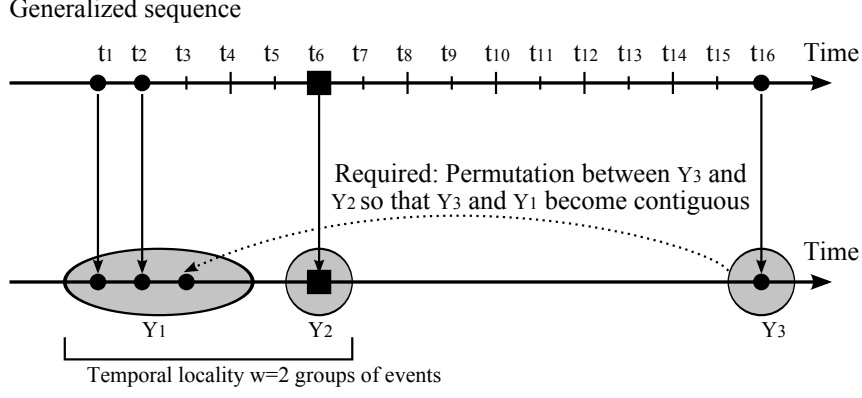 Generalized sequence
t1 t2 t3 t4 t5 t6 t7 t8 t9 t10 t11 t12 t13 t14 t15 t16 Time
Required: Permutation between Y3 and
Y2 so that Y3 and Y1 become contiguous
Time
Y1 Y2 Y3
Temporal locality w=2 groups of events